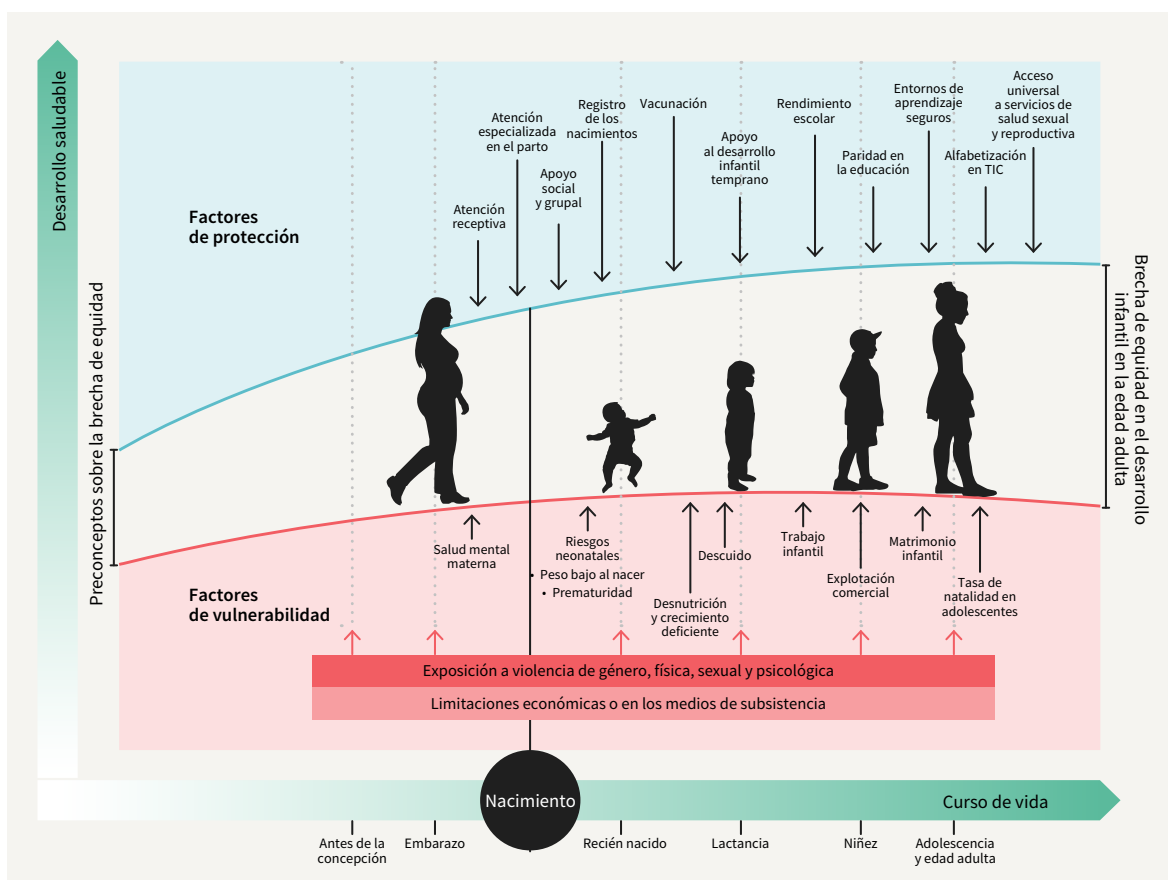 Desarrollo saludable
Preconceptos sobre la brecha de equidad
Factores
de protección
Atención
receptiva
Atención
especializada
en el parto
Apoyo
social
y grupal
Registro
de los
nacimientos
Vacunación
Apoyo
al desarrollo
infantil
temprano
Rendimiento
escolar
Paridad en
la educación
Entornos de
aprendizaje
seguros
Alfabetización
en TIC
Acceso
universal
a servicios de
salud sexual
y reproductiva
Brecha de equidad en el desarrollo
infantil en la edad adulta
Factores
de vulnerabilidad
Salud mental
materna
Riesgos
neonatales
• Peso bajo al nacer
• Prematuridad
Desnutrición
y crecimiento
deficiente
Descuido
Trabajo
infantil
Explotación
comercial
Matrimonio
infantil
Tasa de
natalidad en
adolescentes
Exposición a violencia de género, física, sexual y psicológica
Limitaciones económicas o en los medios de subsistencia
Nacimiento
Curso de vida
Antes de la
concepción
Embarazo
Recién nacido
Lactancia
Niñez
Adolescencia
y edad adulta